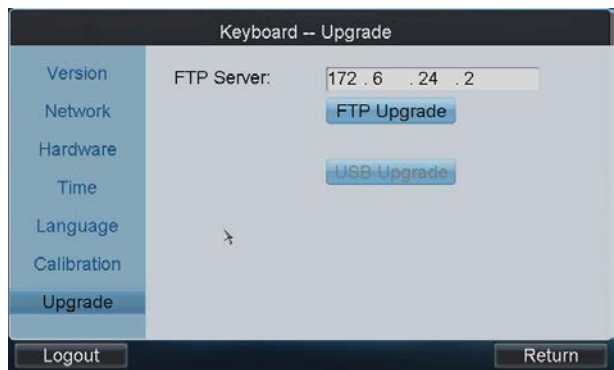 Keyboard -- Upgrade
Version
FTP Server:
172 . 6 . 24 . 2
Network
FTP Upgrade
Hardware
USB Upgrade
Time
Language
Calibration
Upgrade
Logout
Return